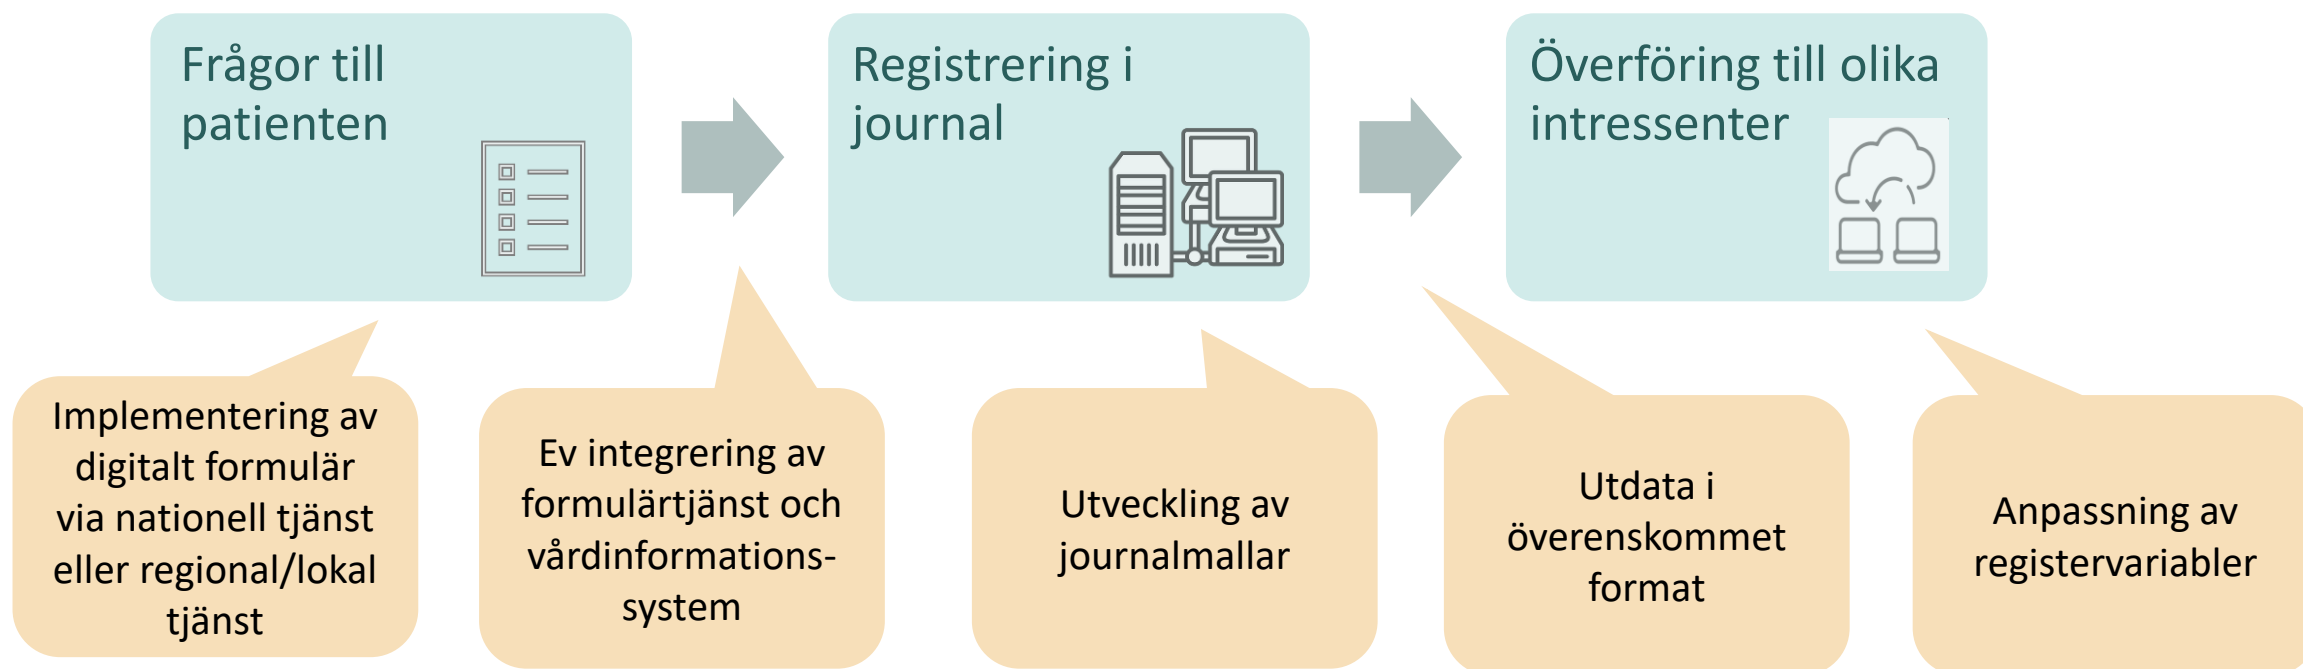 Frågor till
patienten
Registrering i
journal
Överföring till olika
intressenter
Implementering av
digitalt formulär
via nationell tjänst
eller regional/lokal
tjänst
Ev integrering av
formulärtjänst och
vårdinformations-
system
Utveckling av
journalmallar
Utdata i
överenskommet
format
Anpassning av
registervariabler